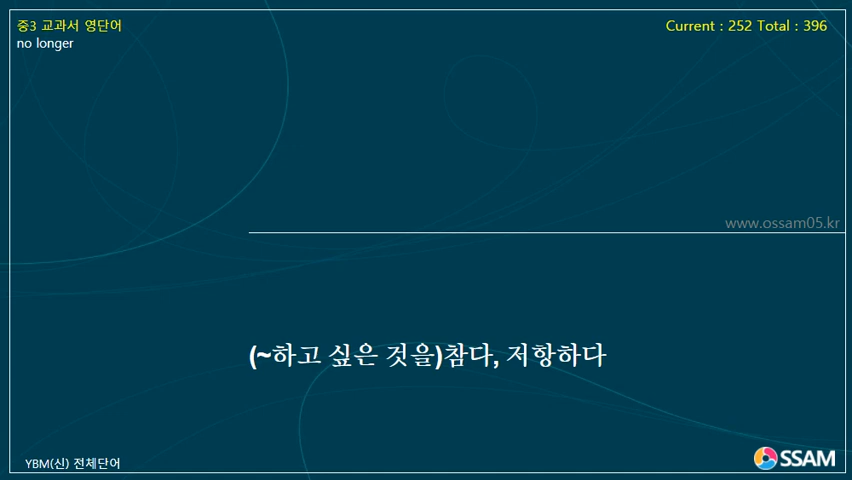 중3 교과서 영단어
Current : 252 Total : 396
no longer
www.ossam05.kr
(~하고 싶은 것을)참다, 저항하다
YBM(신) 전체단어
OSSAM